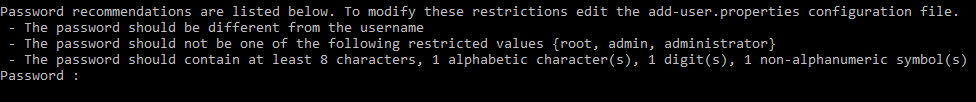 Password recommendations are listed below. To modify these restrictions edit the add-user.properties configuration file.
- The password should be different from the username
- The password should not be one of the following restricted values {root, admin, administrator}
- The password should contain at least 8 characters, 1 alphabetic character(s), 1 digit(s), 1 non-alphanumeric symbol(s)
Password :